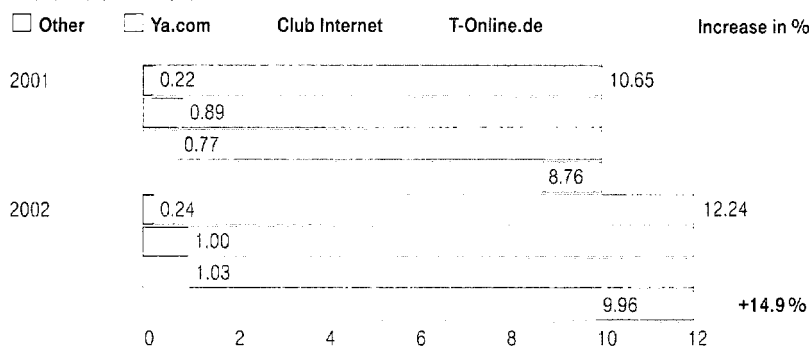 Other Ya.com Club Internet T-Online.de Increase in %
2001 0.22 10.65
0.89
0.77
8.76
2002 0.24 12.24
1.00
1.03
9.96 +14.9%
0 2 4 6 8 10 12